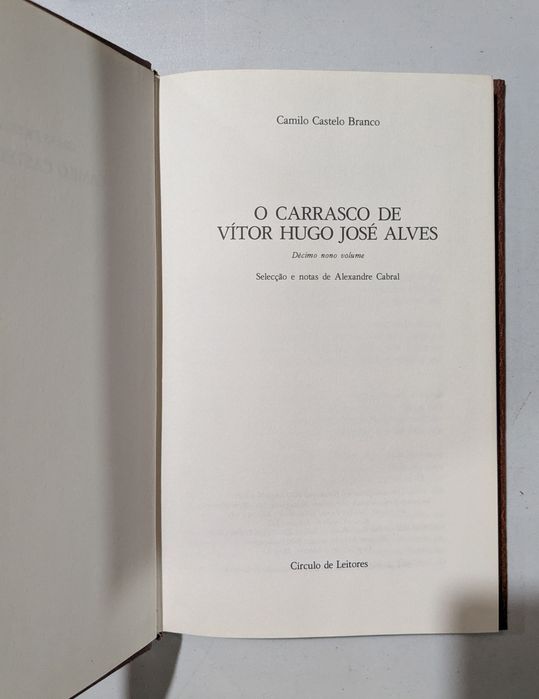 Camilo Castelo Branco
O CARRASCO DE
VÍTOR HUGO JOSÉ ALVES
Décimo nono volume
Selecção e notas de Alexandre Cabral
Círculo de Leitores